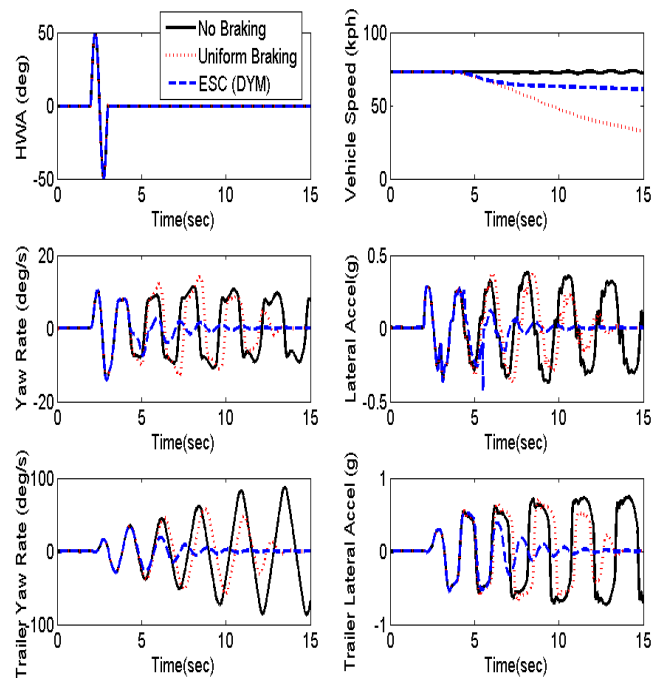 No Braking
Uniform Braking
ESC (DYM)
HWA (deg)
50
0
-50
0
5
10
15
Time(sec)
Vehicle Speed (kph)
100
50
0
0
5
10
15
Time(sec)
Yaw Rate (deg/s)
20
0
-20
0
5
10
15
Time(sec)
Lateral Accel(g)
0.5
0
-0.5
0
5
10
15
Time(sec)
Trailer Yaw Rate (deg/s)
100
0
100
0
5
10
15
Time(sec)
Trailer Lateral Accel (g)
1
0
-1
0
5
10
15
Time(sec)